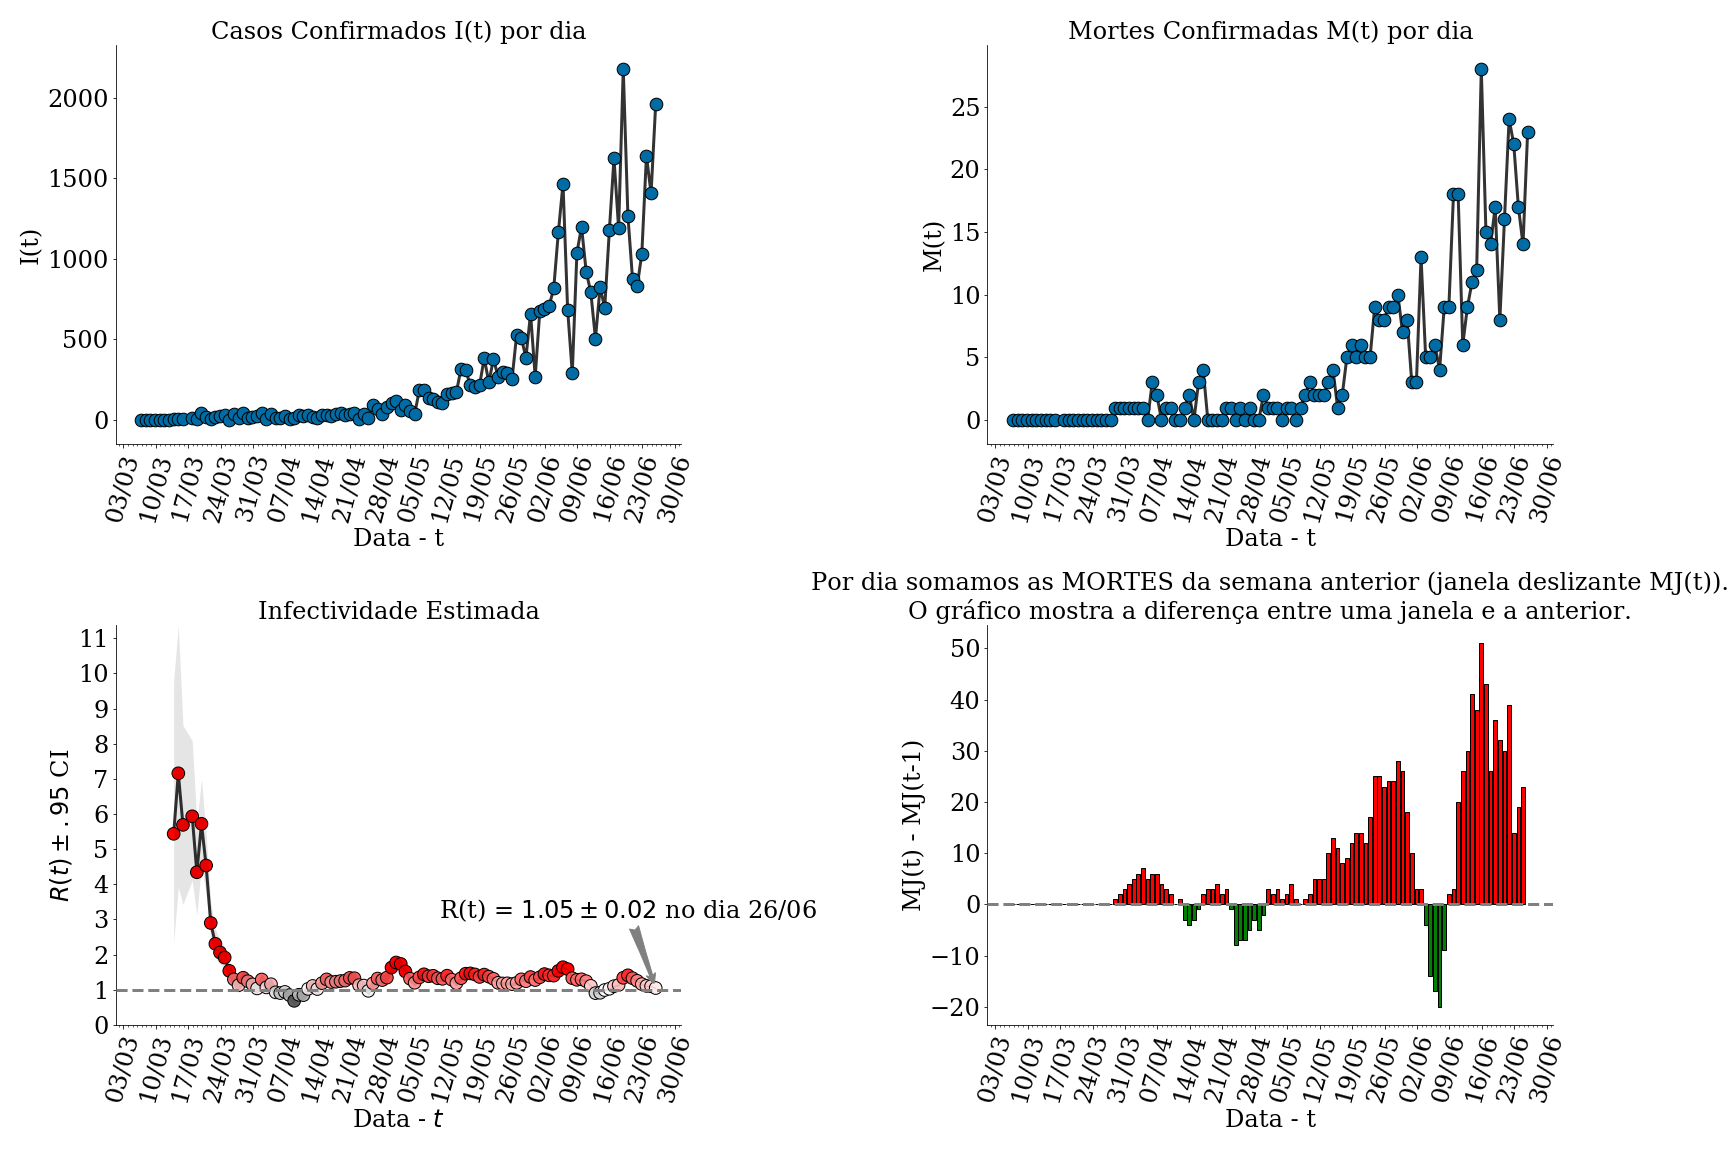 Casos Confirmados I(t) por dia
I(t)
2000
1500
1000
500
0
03/03 10/03 17/03 24/03 31/03 07/04 14/04 21/04 28/04 05/05 12/05 19/05 26/05 02/06 09/06 16/06 23/06 30/06
Data - t
Mortes Confirmadas M(t) por dia
M(t)
25
20
15
10
5
0
03/03 10/03 17/03 24/03 31/03 07/04 14/04 21/04 28/04 05/05 12/05 19/05 26/05 02/06 09/06 16/06 23/06 30/06
Data - t
Infectividade Estimada
R(t) ± .95 CI
11
10
9
8
7
6
5
4
3
2
1
0
R(t) = 1.05 ± 0.02 no dia 26/06
03/03 10/03 17/03 24/03 31/03 07/04 14/04 21/04 28/04 05/05 12/05 19/05 26/05 02/06 09/06 16/06 23/06 30/06
Data - t
Por dia somamos as MORTES da semana anterior (janela deslizante MJ(t)).
O gráfico mostra a diferença entre uma janela e a anterior.
MJ(t) - MJ(t-1)
50
40
30
20
10
0
−10
−20
03/03 10/03 17/03 24/03 31/03 07/04 14/04 21/04 28/04 05/05 12/05 19/05 26/05 02/06 09/06 16/06 23/06 30/06
Data - t